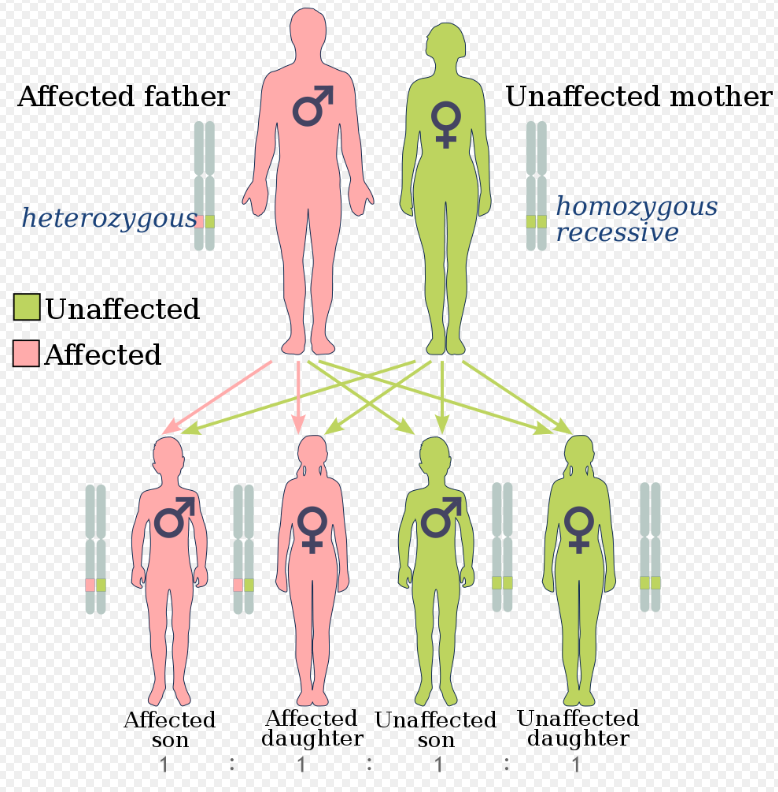 Affected father
Unaffected mother
heterozygous
homozygous
recessive
Unaffected
Affected
Affected
son
Affected
daughter
Unaffected
son
Unaffected
daughter
1 : 1 : 1 : 1